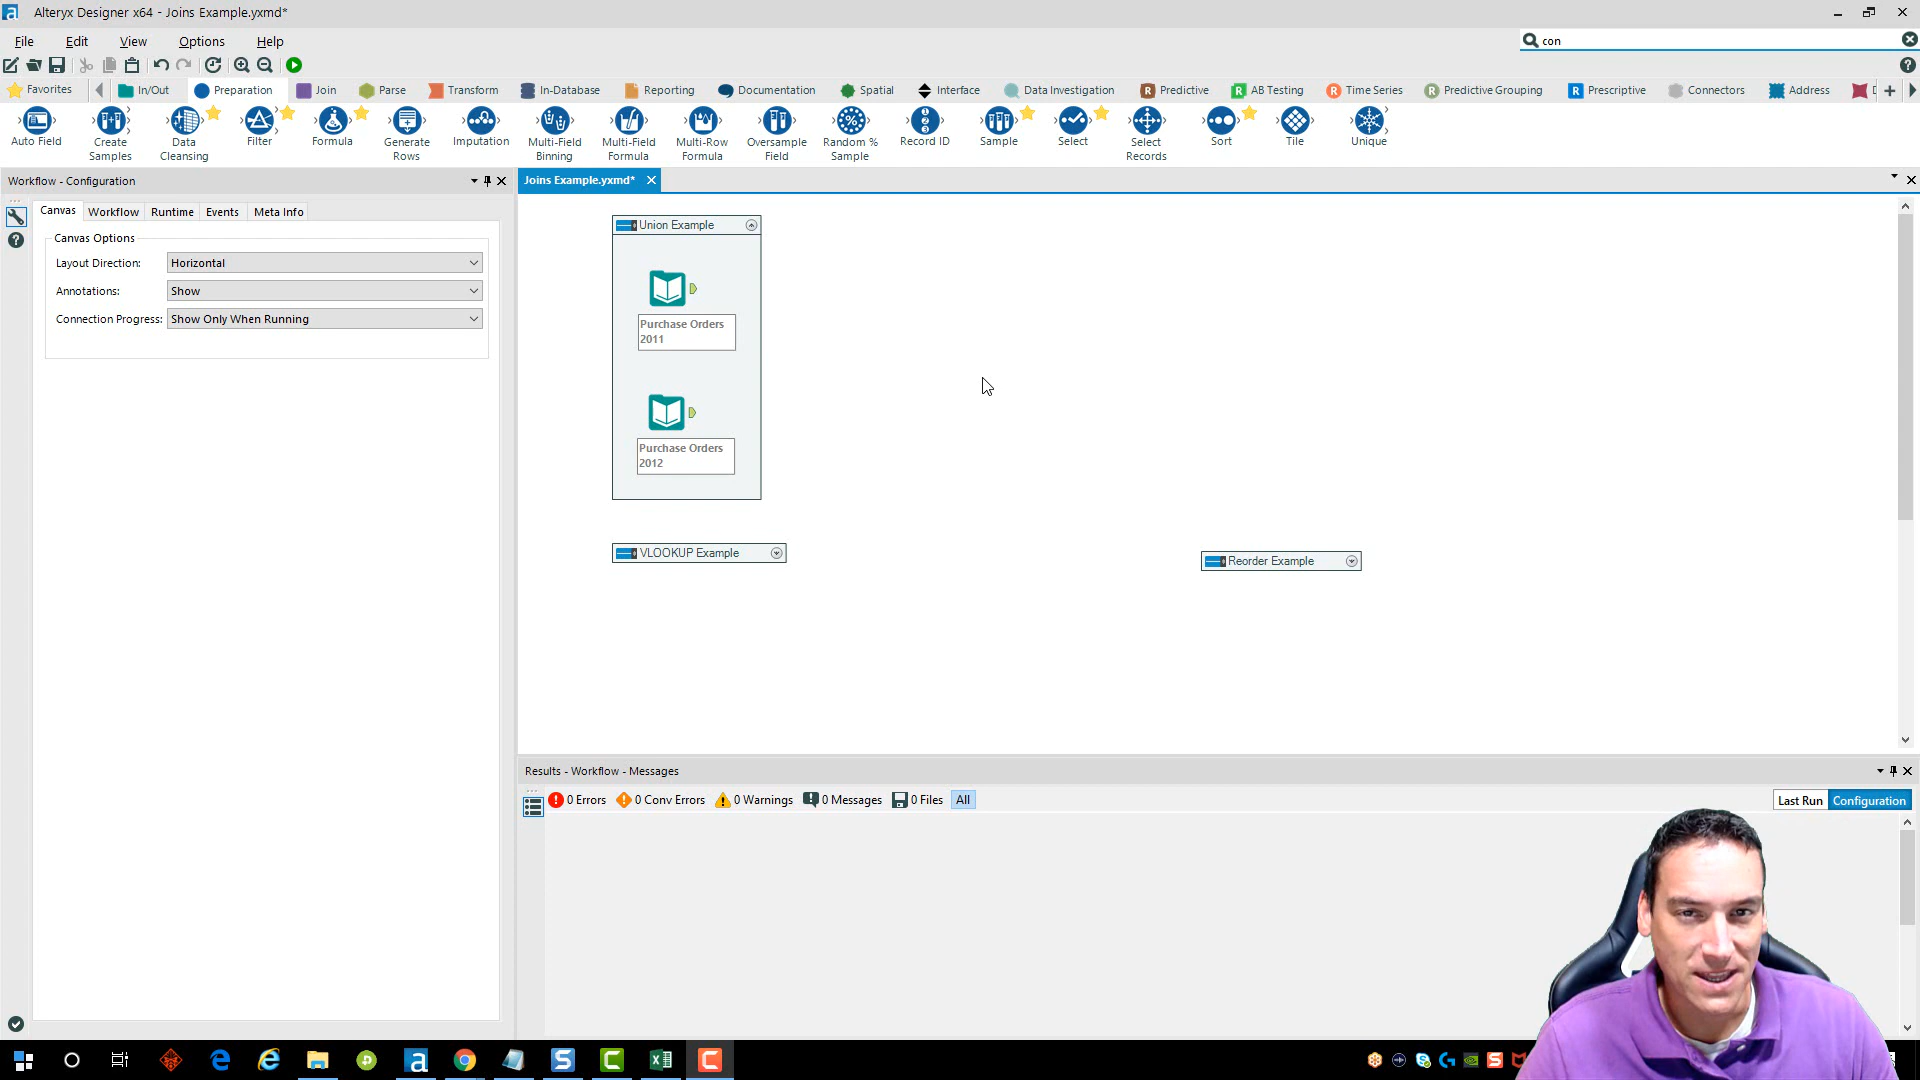 Alteryx Designer x64 - Joins Example.yxmd*
File Edit View Options Help
con
Favorites In/Out Preparation Join Parse Transform In-Database Reporting Documentation Spatial Interface Data Investigation Predictive AB Testing Time Series Predictive Grouping Prescriptive Connectors Address
Auto Field
Create Samples
Data Cleansing
Filter
Formula
Generate Rows
Imputation
Multi-Field Binning
Multi-Field Formula
Multi-Row Formula
Oversample Field
Random % Sample
Record ID
Sample
Select
Select Records
Sort
Tile
Unique
Workflow - Configuration
Joins Example.yxmd*
Canvas Workflow Runtime Events Meta Info
Canvas Options
Layout Direction: Horizontal
Annotations: Show
Connection Progress: Show Only When Running
Union Example
Purchase Orders
2011
Purchase Orders
2012
VLOOKUP Example
Reorder Example
Results - Workflow - Messages
0 Errors 0 Conv Errors 0 Warnings 0 Messages 0 Files All
Last Run Configuration